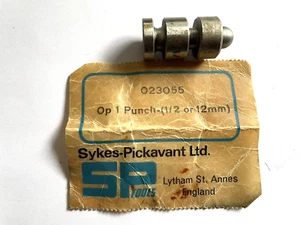 023055
Op 1 Punch-(1/2 or 12mm)
Sykes-Pickavant Ltd.
SP
TOOLS
Lytham St. Annes
England